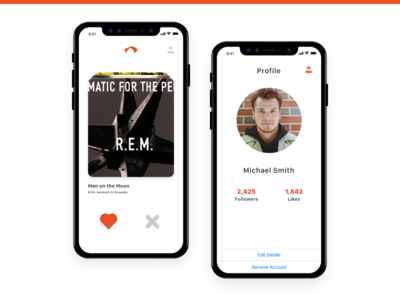 9:41
MATIC FOR THE PE
R.E.M.
Man on the Moon
R.E.M - Automatic for the people
9:41
Profile
Michael Smith
2,425
1,842
Followers
Likes
Edit Details
Remove Account